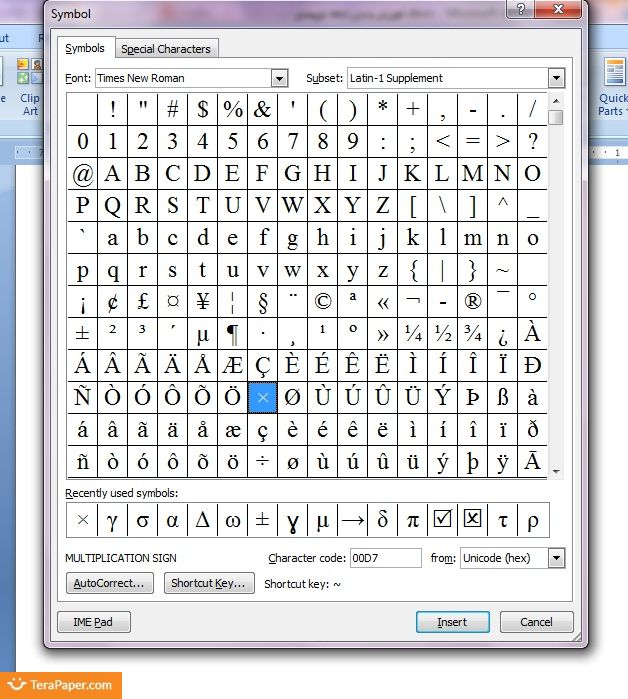 Symbol
Symbols Special Characters
Font: Times New Roman Subset: Latin-1 Supplement
! " # $ % & ' ( ) * + , - . /
0 1 2 3 4 5 6 7 8 9 : ; < = > ?
@ A B C D E F G H I J K L M N O
P Q R S T U V W X Y Z [ \ ] ^ _
` a b c d e f g h i j k l m n o
p q r s t u v w x y z { | } ~
¡ ¢ £ ¤ ¥ ¦ § ¨ © ª « ¬ - ® ¯ °
± ² ³ ´ µ ¶ · ¸ ¹ º » ¼ ½ ¾ ¿ À
Á Â Ã Ä Å Æ Ç È É Ê Ë Ì Í Î Ï Ð
Ñ Ò Ó Ô Õ Ö × Ø Ù Ú Û Ü Ý Þ ß à
á â ã ä å æ ç è é ê ë ì í î ï ð
ñ ò ó ô õ ö ÷ ø ù ú û ü ý þ ÿ Ā
Recently used symbols:
× γ σ α Δ ω ± ɣ μ → δ π ☑ ☒ τ ρ
MULTIPLICATION SIGN Character code: 00D7 from: Unicode (hex)
AutoCorrect... Shortcut Key... Shortcut key: ~
IME Pad Insert Cancel
Clip
Art
Quick
Parts
1
TeraPaper.com